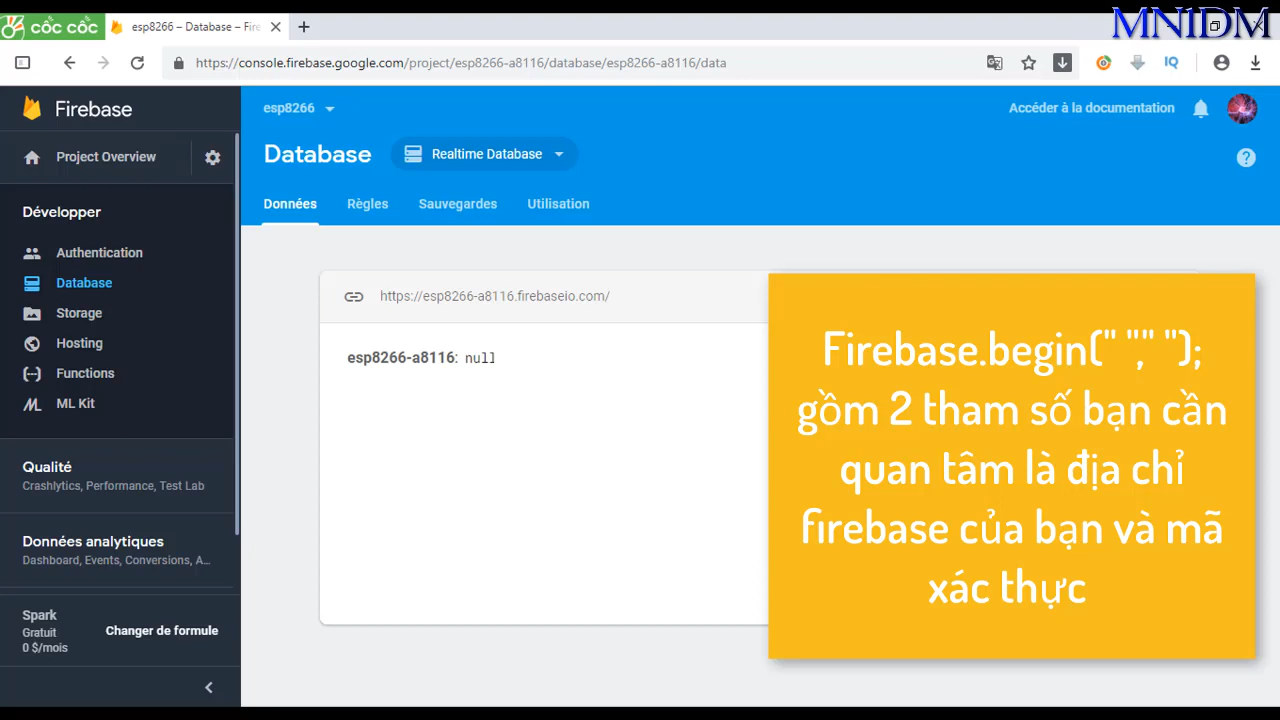 cốc cốc
esp8266 – Database – Fire
MN1DM
https://console.firebase.google.com/project/esp8266-a8116/database/esp8266-a8116/data
IQ
Firebase
esp8266
Accéder à la documentation
Project Overview
Database
Realtime Database
Développer
Données
Règles
Sauvegardes
Utilisation
Authentication
Database
Storage
Hosting
Functions
ML Kit
https://esp8266-a8116.firebaseio.com/
esp8266-a8116: null
Firebase.begin(" "," ");
gồm 2 tham số bạn cần
quan tâm là địa chỉ
firebase của bạn và mã
xác thực
Qualité
Crashlytics, Performance, Test Lab
Données analytiques
Dashboard, Events, Conversions, A...
Spark
Gratuit
0 $/mois
Changer de formule